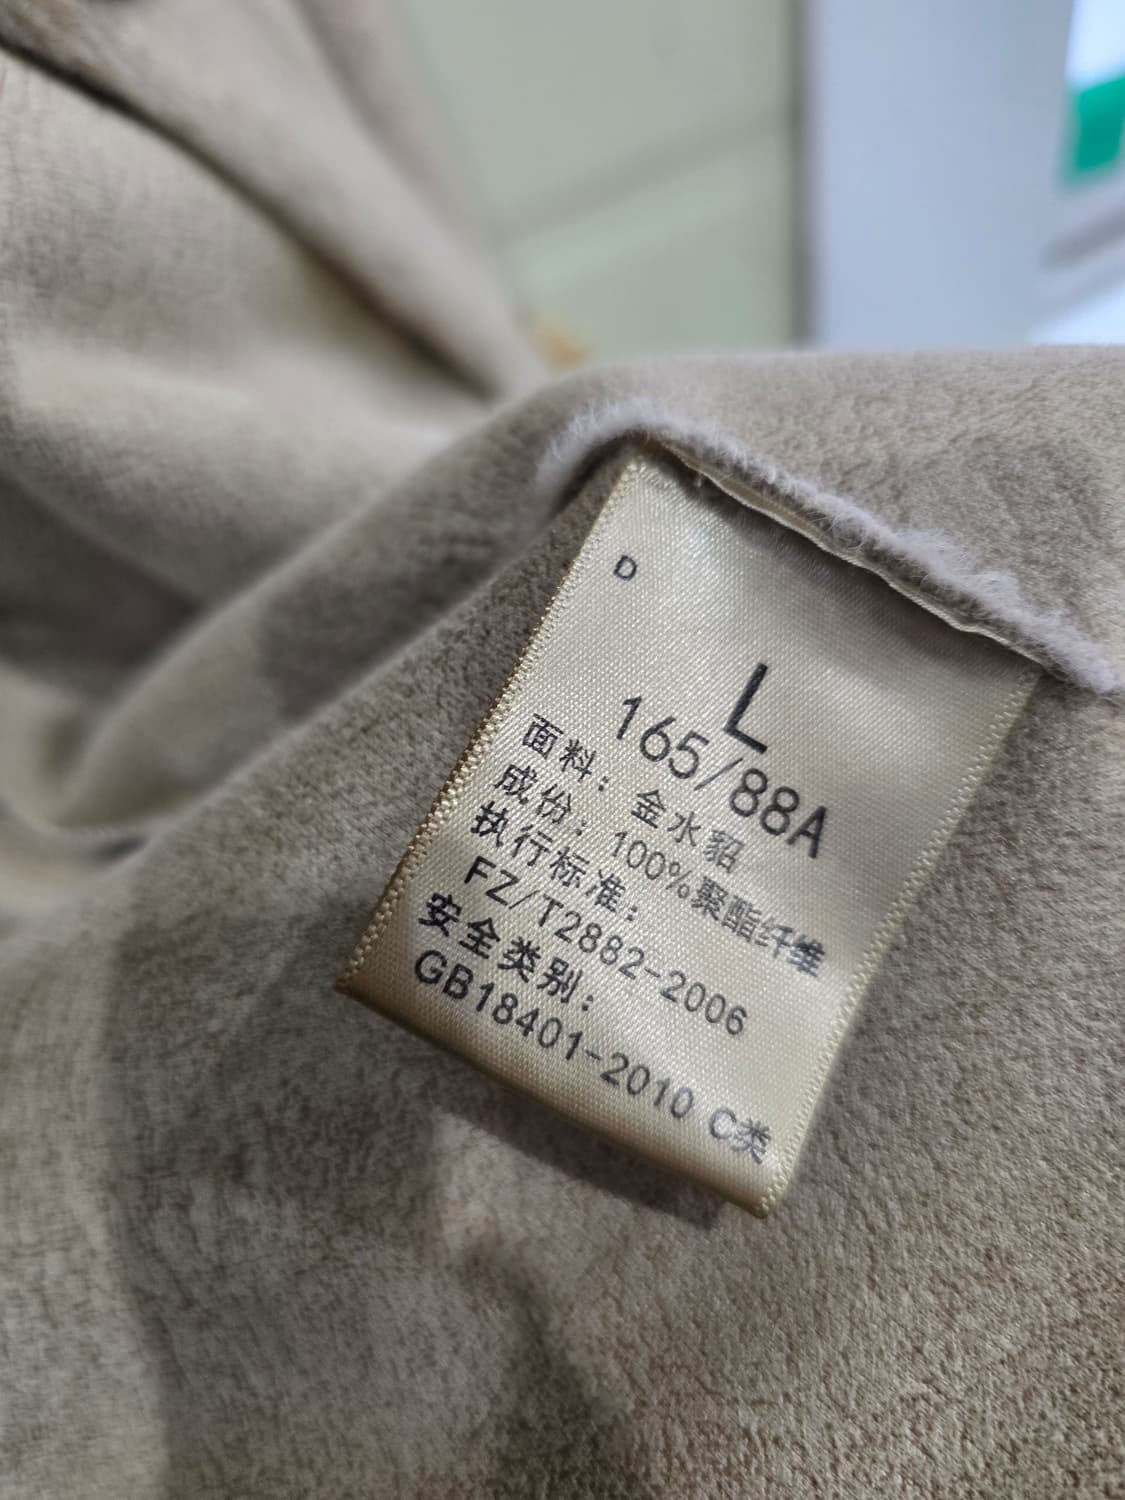 D
L
165/88A
面料：金水貂
成份：100%聚酯纤维
执行标准：
FZ/T2882-2006
安全类别：
GB18401-2010 C类